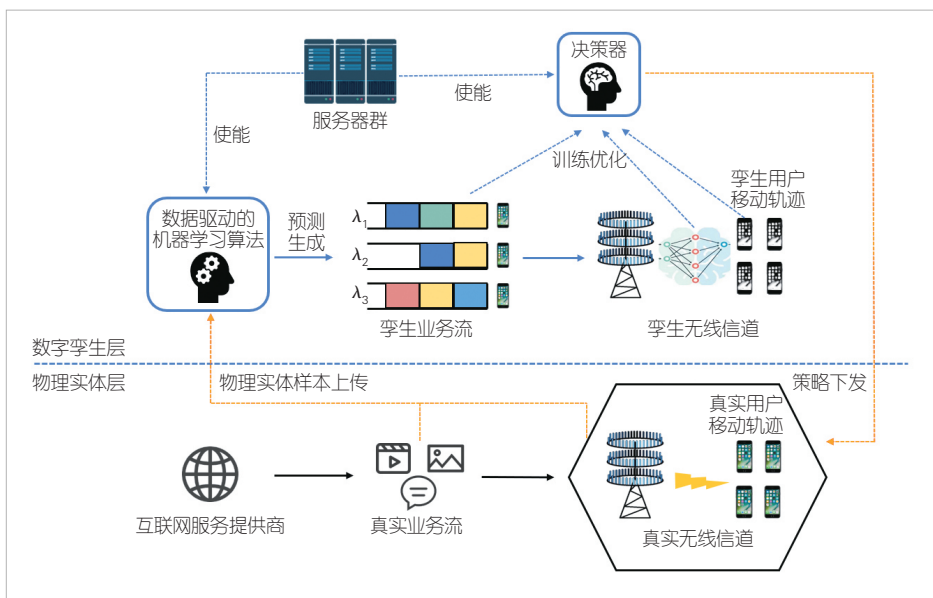 决策器
服务器群
使能
使能
训练优化
孪生用户
移动轨迹
数据驱动的
机器学习算法
预测
生成
λ1
λ2
λ3
孪生业务流
孪生无线信道
数字孪生层
物理实体层
物理实体样本上传
策略下发
真实用户
移动轨迹
互联网服务提供商
真实业务流
真实无线信道